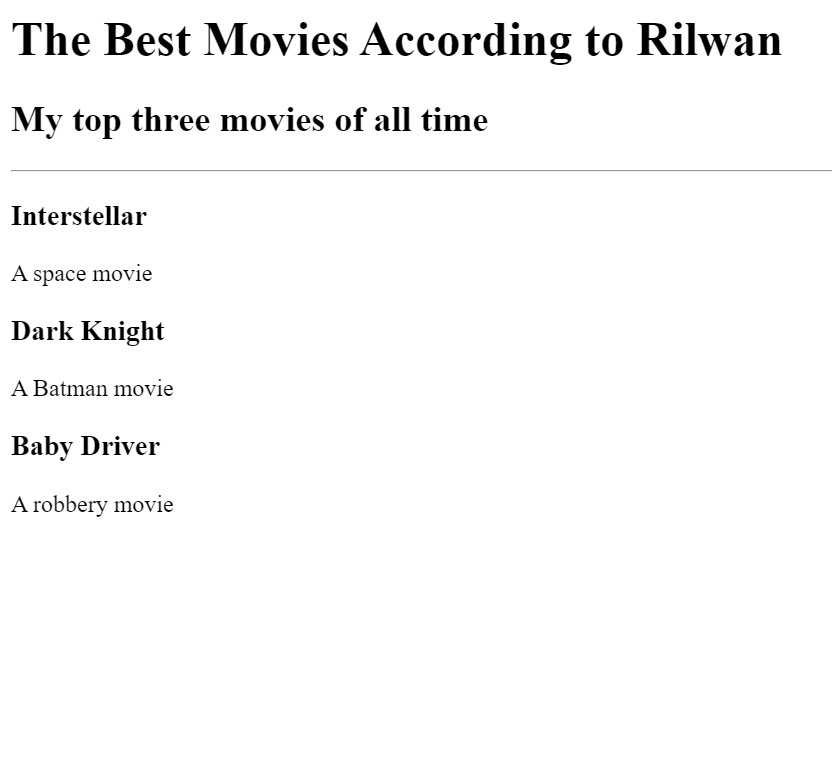 The Best Movies According to Rilwan
My top three movies of all time
Interstellar
A space movie
Dark Knight
A Batman movie
Baby Driver
A robbery movie